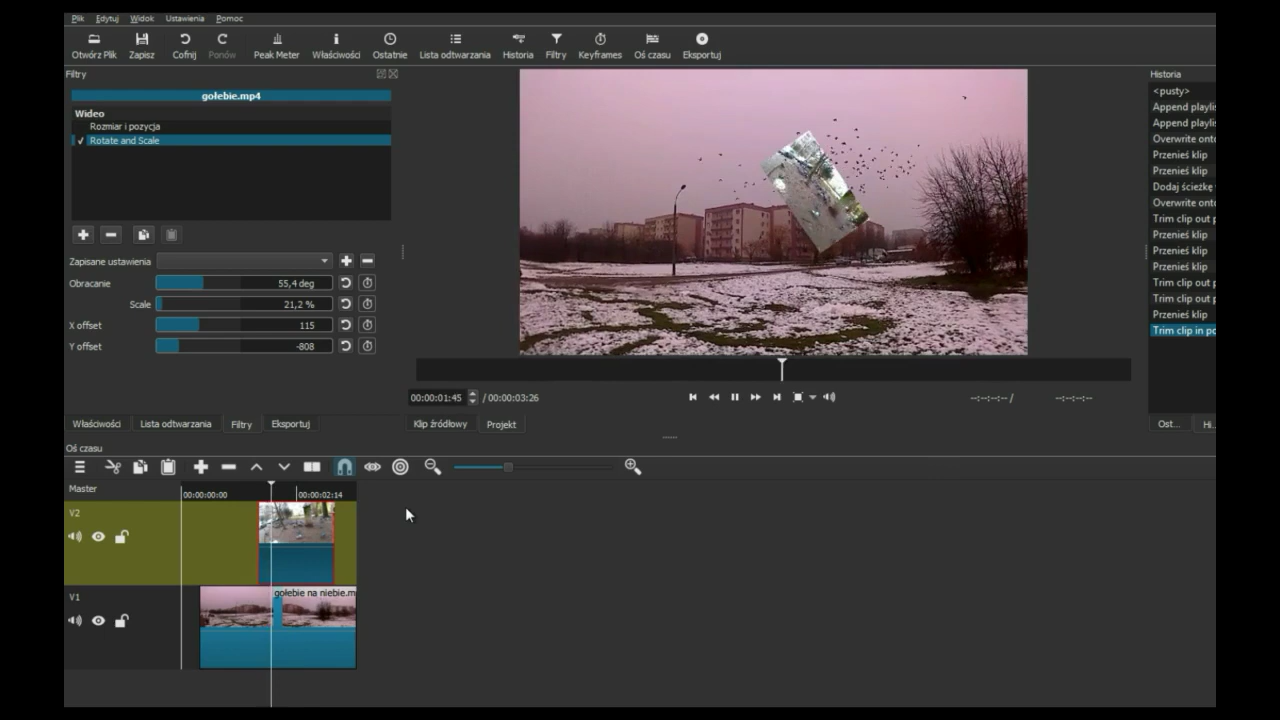 Plik Edytuj Widok Ustawienia Pomoc
Otwórz Plik Zapisz Cofnij Ponów Peak Meter Właściwości Ostatnie Lista odtwarzania Historia Filtry Keyframes Oś czasu Eksportuj
Filtry
gołebie.mp4
Wideo
Rozmiar i pozycja
Rotate and Scale
Zapisane ustawienia
Obracanie 55,4 deg
Scale 21,2 %
X offset 115
Y offset -808
Właściwości Lista odtwarzania Filtry Eksportuj
00:00:01:45 / 00:00:03:26 --:--:--:-- / --:--:--:--
Klip źródłowy Projekt
Historia
<pusty>
Append playlis
Append playlis
Overwrite onto
Przenieś klip
Przenieś klip
Dodaj ścieżkę
Overwrite onto
Trim clip out p
Przenieś klip
Przenieś klip
Przenieś klip
Trim clip out p
Trim clip out p
Przenieś klip
Trim clip in po
Ost... Hi...
Oś czasu
Master
00:00:00:00 00:00:02:14
V2
V1
gołebie na niebie.m